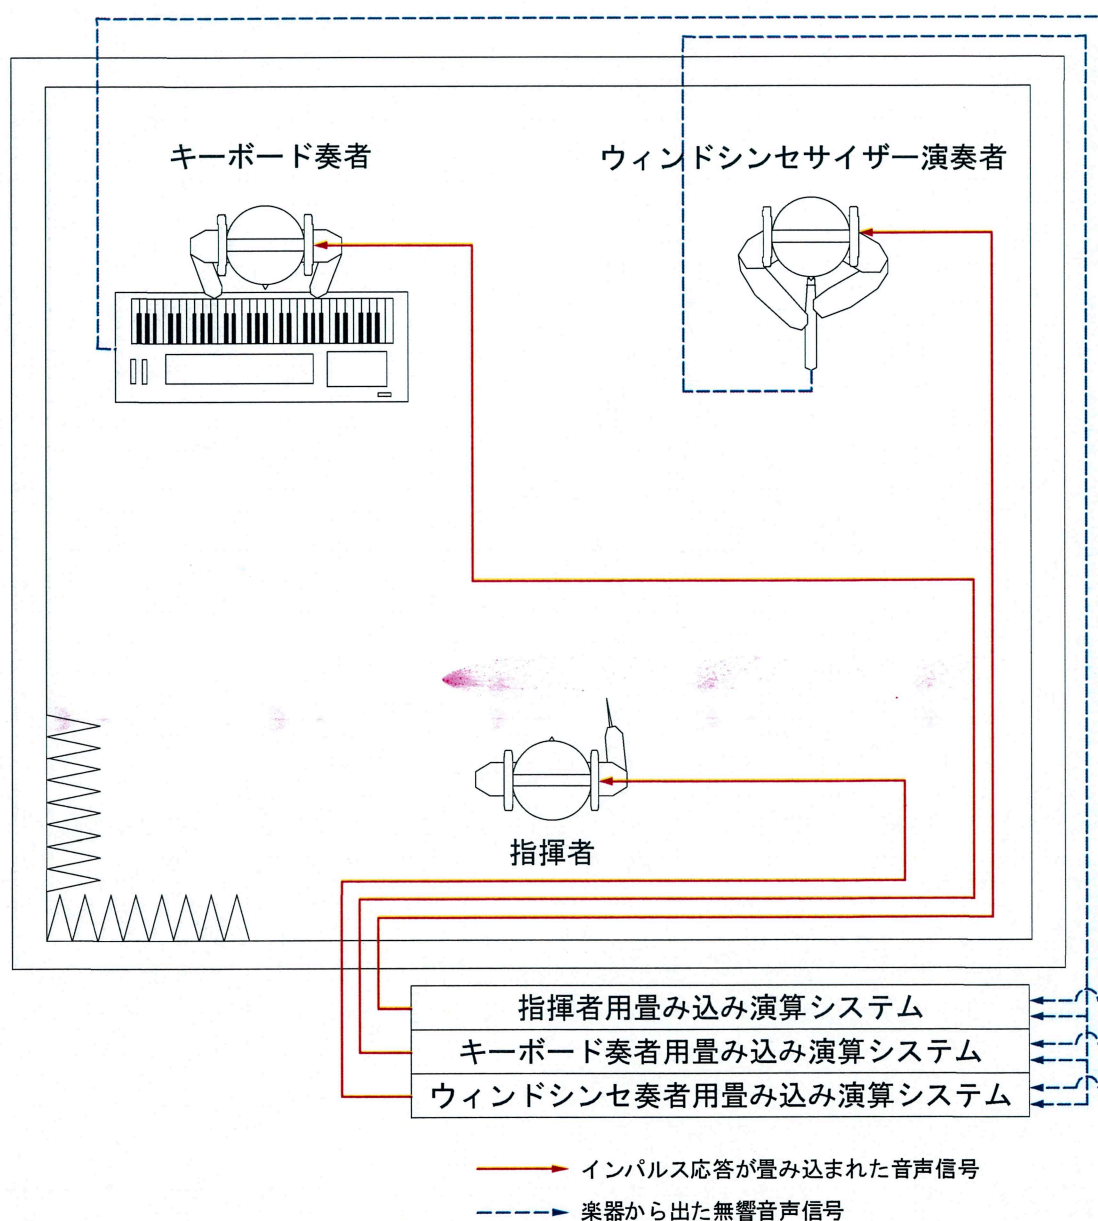 キーボード奏者
ウィンドシンセサイザー演奏者
指揮者
指揮者用畳み込み演算システム
キーボード奏者用畳み込み演算システム
ウィンドシンセ奏者用畳み込み演算システム
インパルス応答が畳み込まれた音声信号
楽器から出た無響音声信号